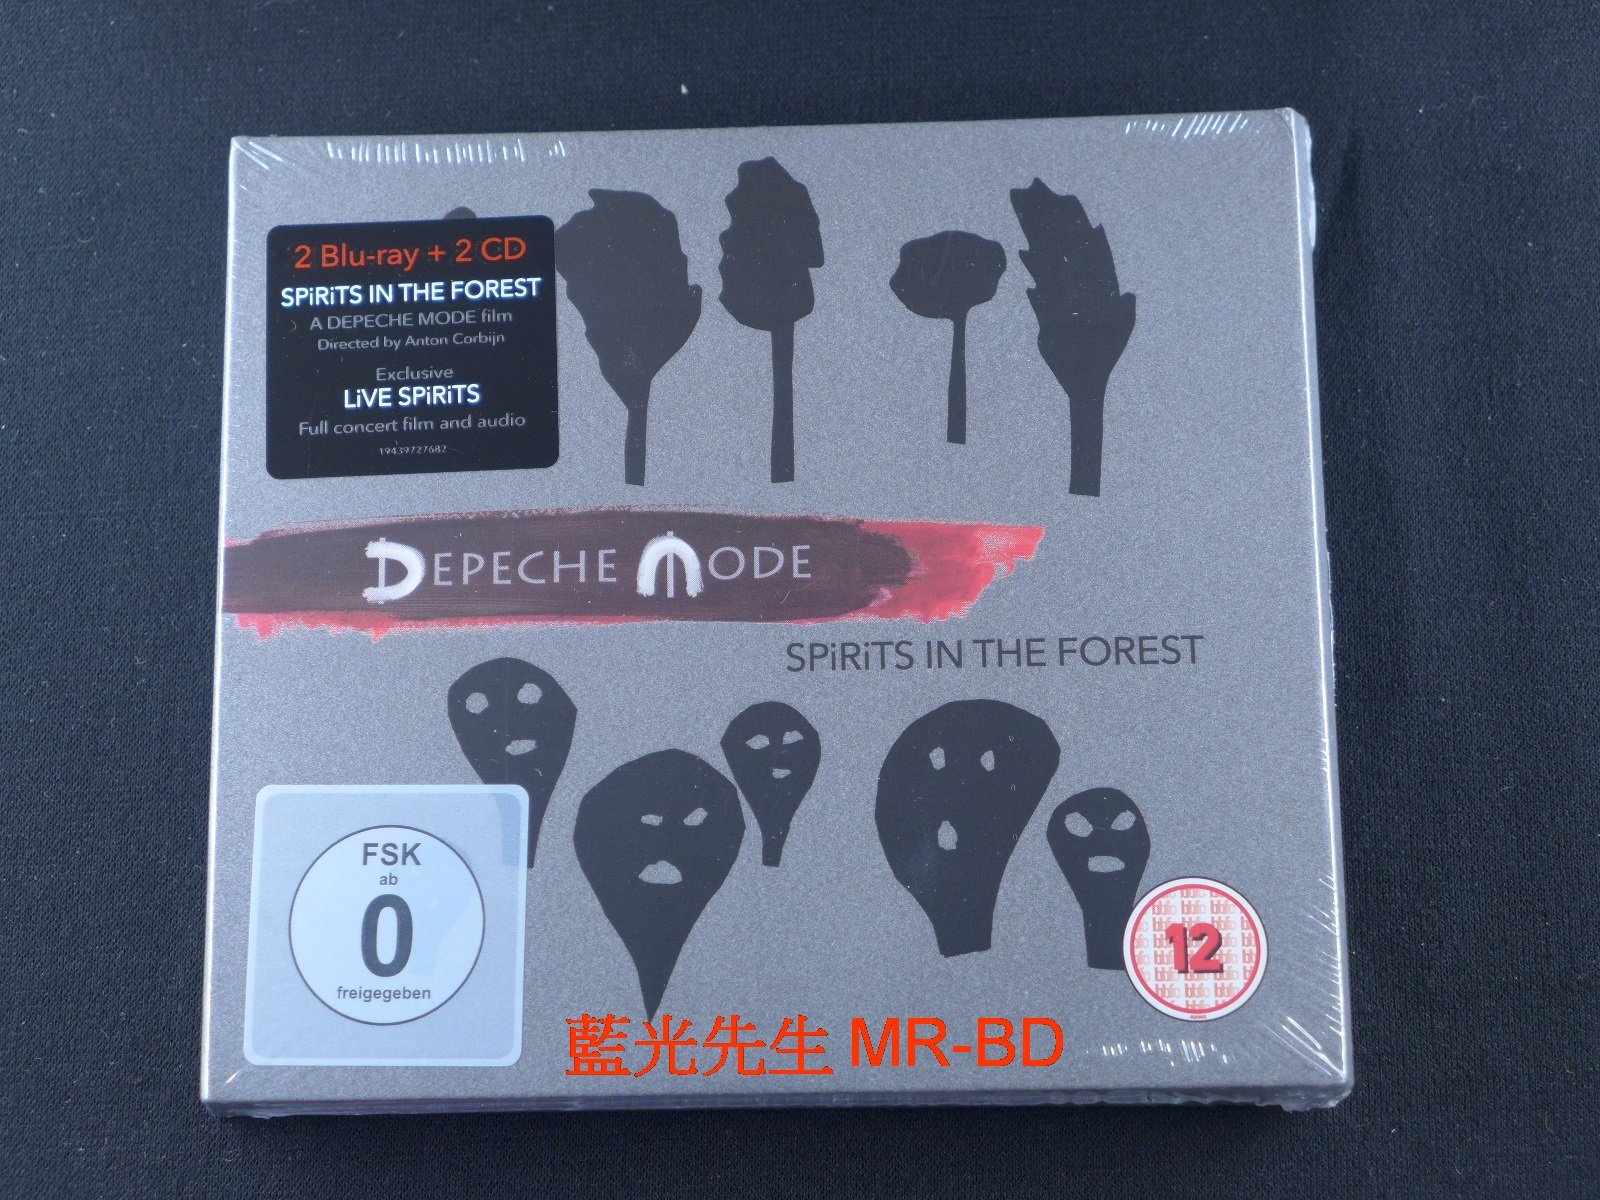 2 Blu-ray + 2 CD
SPiRiTS IN THE FOREST
A DEPECHE MODE film
Directed by Anton Corbijn
Exclusive
LiVE SPiRiTS
Full concert film and audio
19439727682
DEPECHE MODE
SPiRiTS IN THE FOREST
FSK
ab
0
freigegeben
12
藍光先生 MR-BD